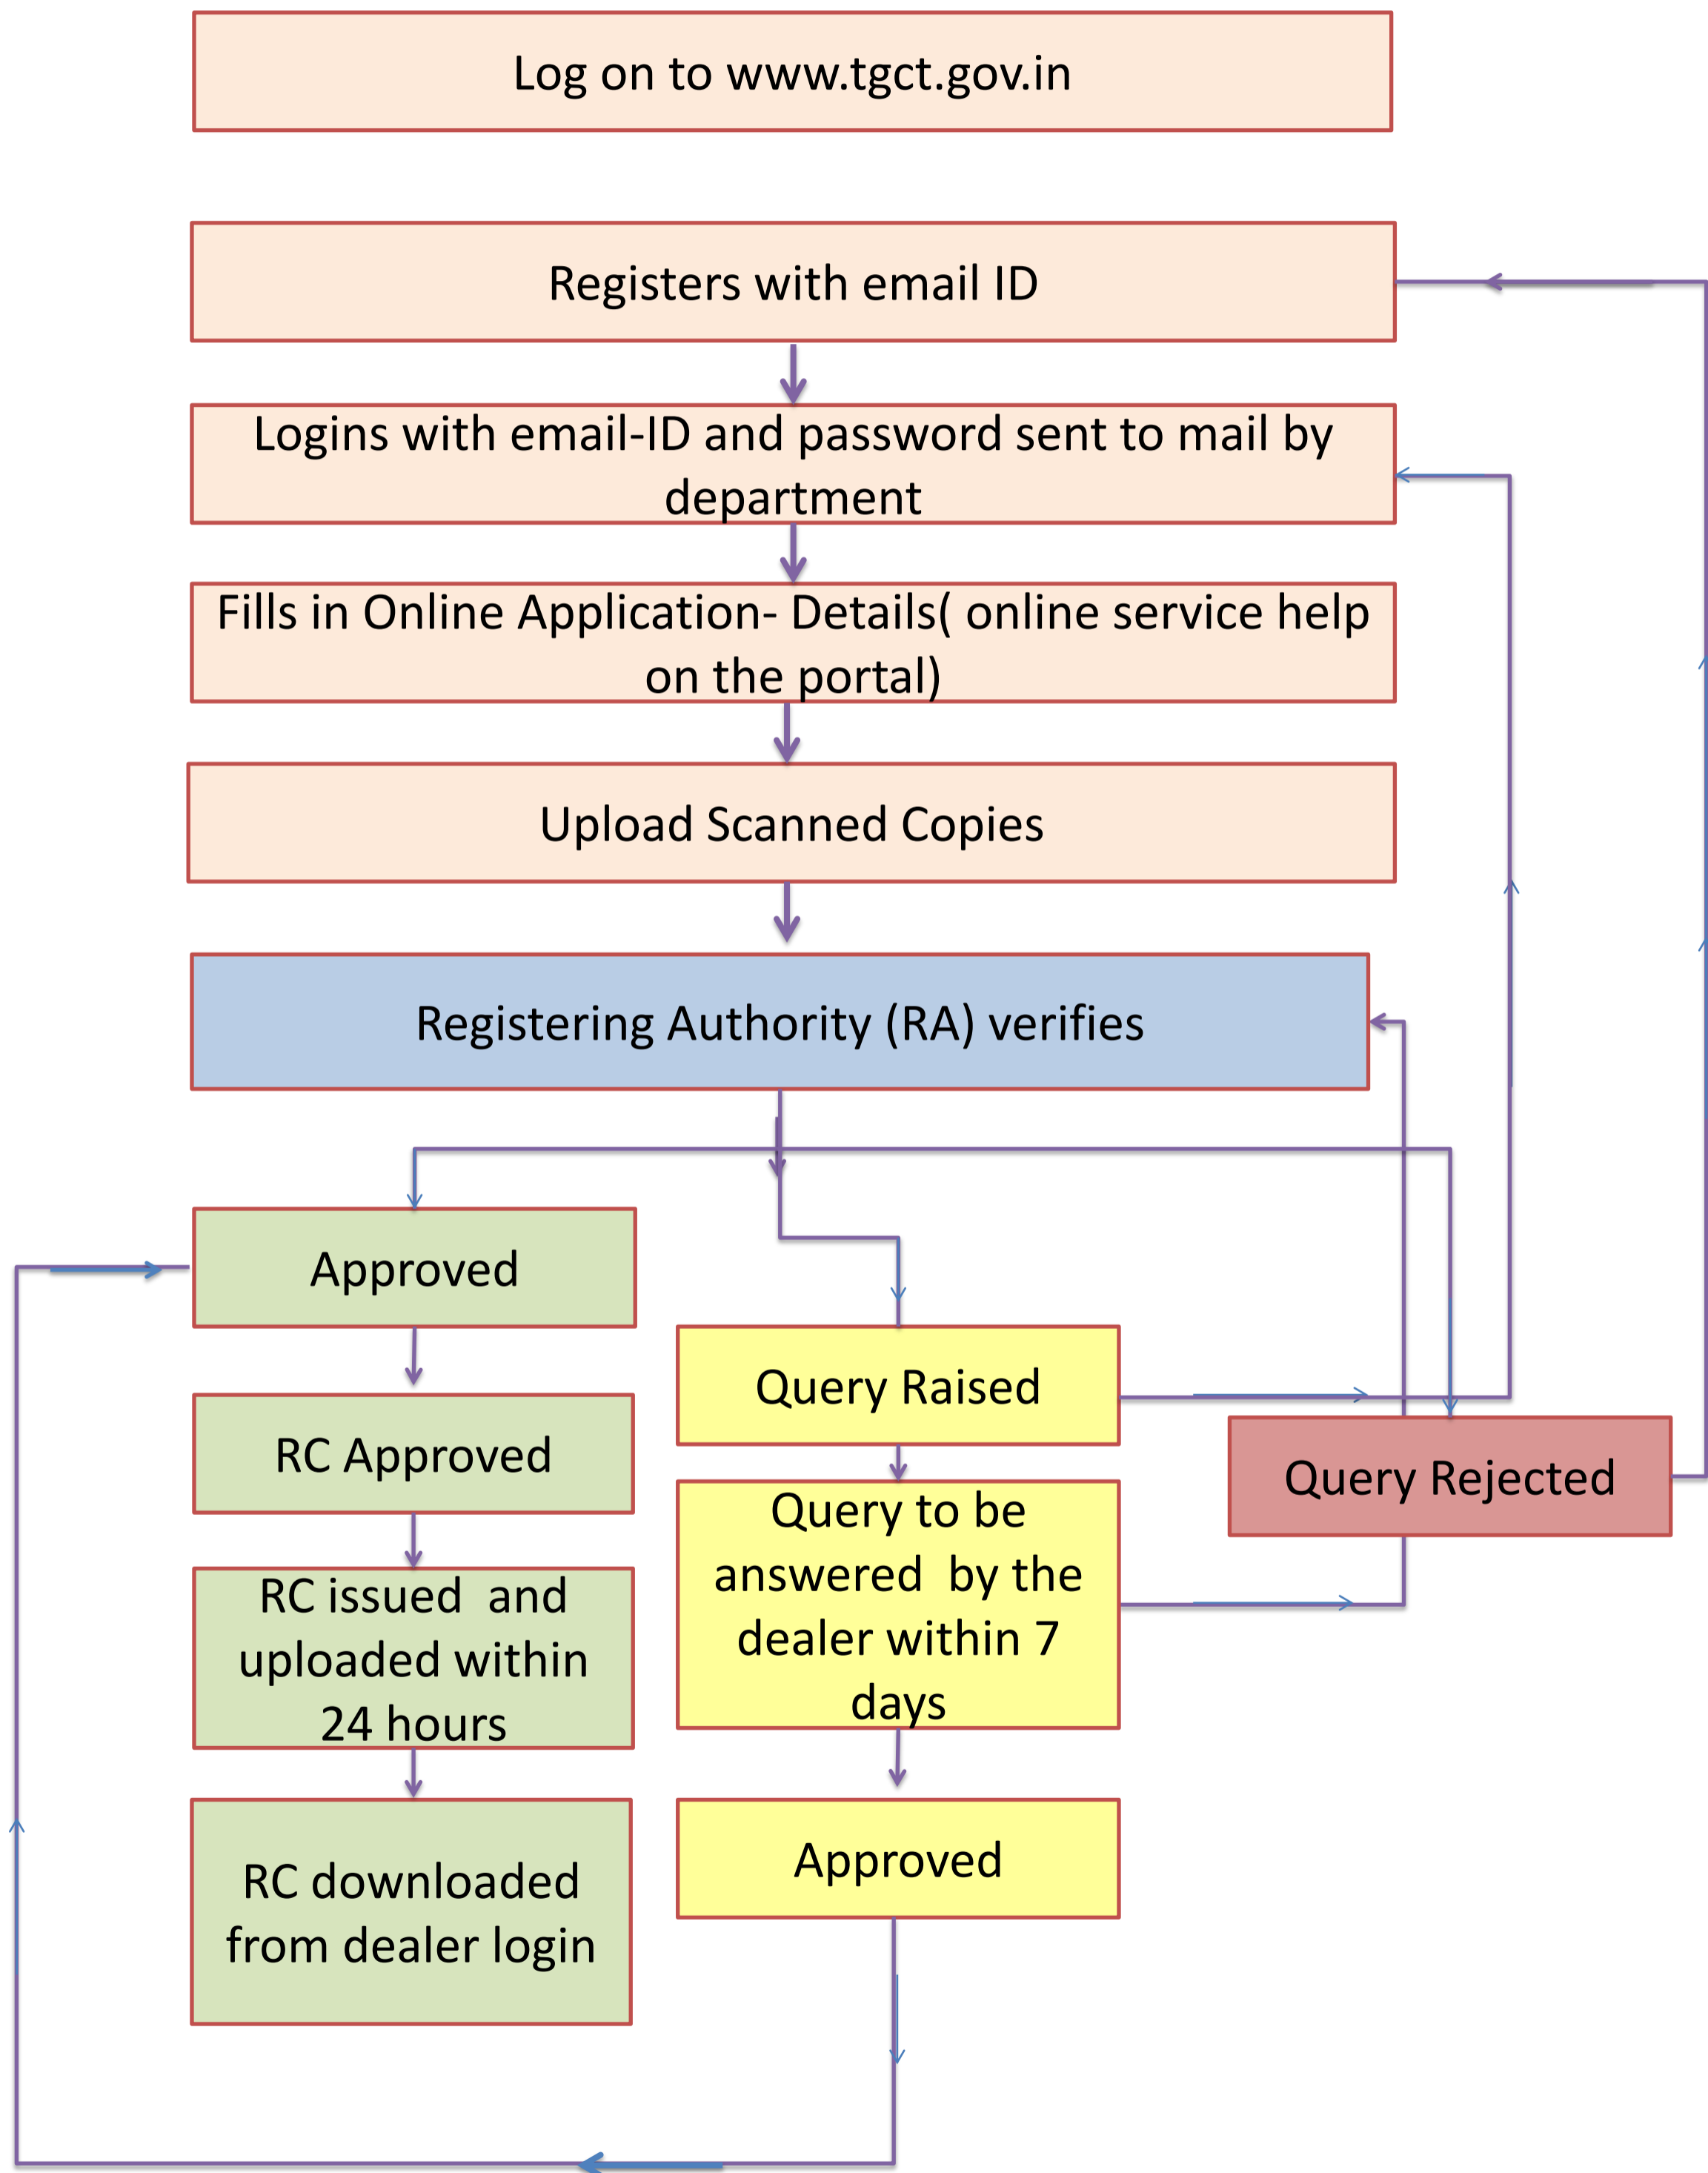 Log on to www.tgct.gov.in
Registers with email ID
Logins with email-ID and password sent to mail by
department
Fills in Online Application- Details( online service help
on the portal)
Upload Scanned Copies
Registering Authority (RA) verifies
Approved
RC Approved
RC issued  and
uploaded within
24 hours
RC downloaded
from dealer login
Query Raised
Query to be
answered  by the
dealer within 7
days
Approved
Query Rejected